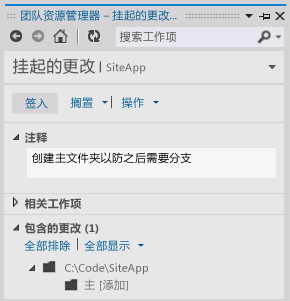 团队资源管理器 – 挂起的更改...
搜索工作项
挂起的更改 | SiteApp
签入 搁置 | 操作
注释
创建主文件夹以防之后需要分支
相关工作项
包含的更改 (1)
全部排除 | 全部显示
C:\Code\SiteApp
主 [添加]